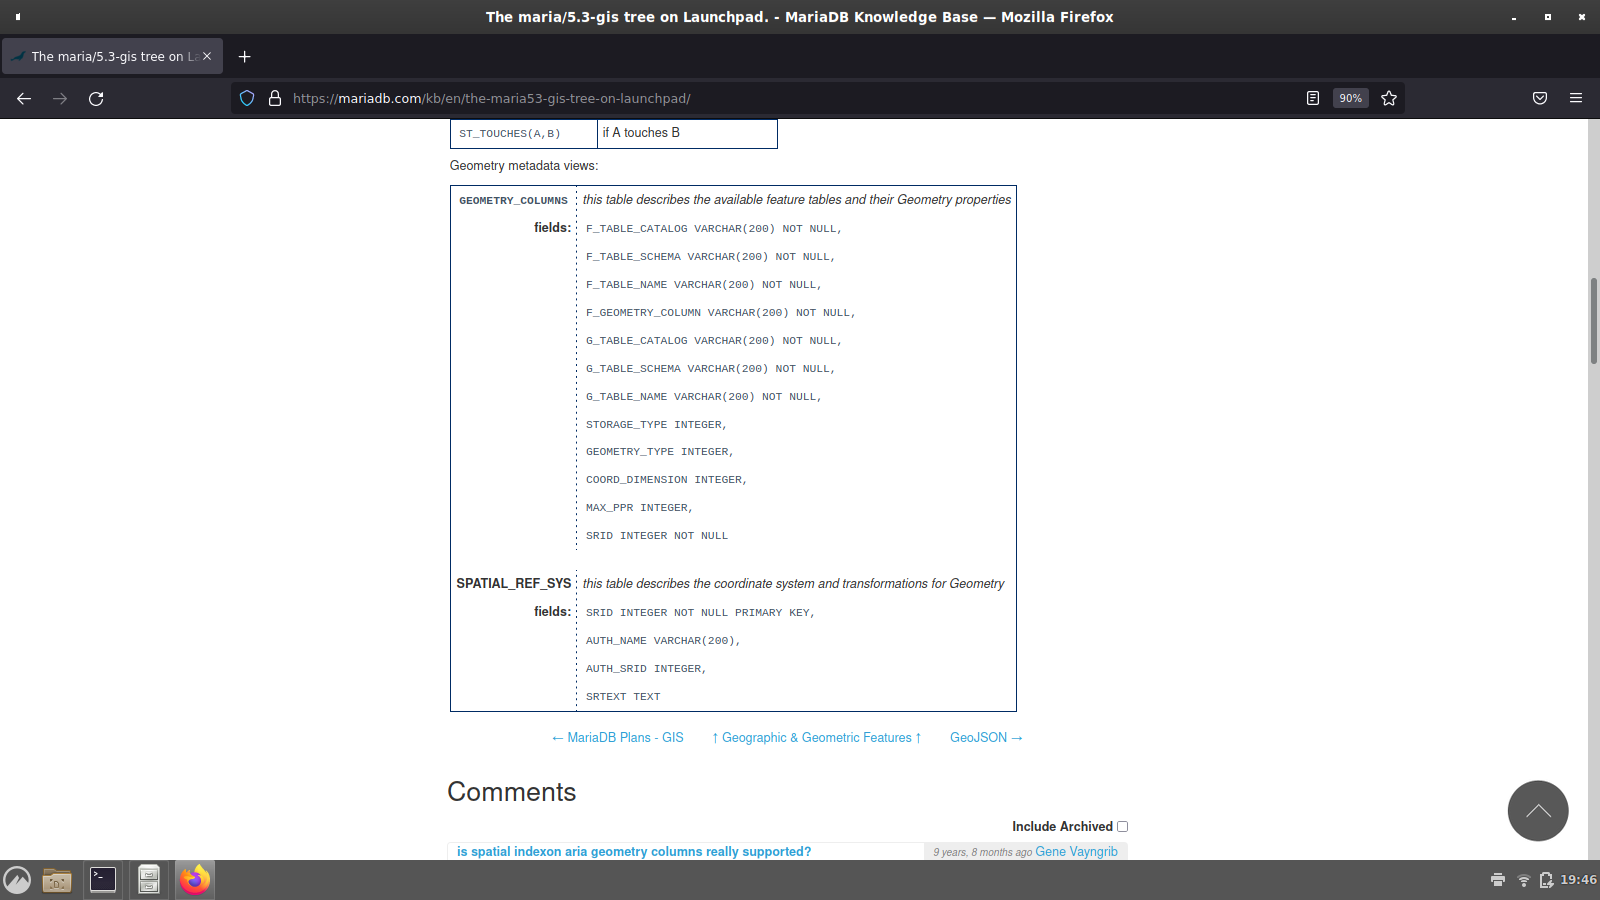 The maria/5.3-gis tree on Launchpad. - MariaDB Knowledge Base — Mozilla Firefox
The maria/5.3-gis tree on La
https://mariadb.com/kb/en/the-maria53-gis-tree-on-launchpad/
90%
ST_TOUCHES(A,B) if A touches B
Geometry metadata views:
GEOMETRY_COLUMNS this table describes the available feature tables and their Geometry properties
fields: F_TABLE_CATALOG VARCHAR(200) NOT NULL,
F_TABLE_SCHEMA VARCHAR(200) NOT NULL,
F_TABLE_NAME VARCHAR(200) NOT NULL,
F_GEOMETRY_COLUMN VARCHAR(200) NOT NULL,
G_TABLE_CATALOG VARCHAR(200) NOT NULL,
G_TABLE_SCHEMA VARCHAR(200) NOT NULL,
G_TABLE_NAME VARCHAR(200) NOT NULL,
STORAGE_TYPE INTEGER,
GEOMETRY_TYPE INTEGER,
COORD_DIMENSION INTEGER,
MAX_PPR INTEGER,
SRID INTEGER NOT NULL
SPATIAL_REF_SYS this table describes the coordinate system and transformations for Geometry
fields: SRID INTEGER NOT NULL PRIMARY KEY,
AUTH_NAME VARCHAR(200),
AUTH_SRID INTEGER,
SRTEXT TEXT
← MariaDB Plans - GIS ↑ Geographic & Geometric Features ↑ GeoJSON →
Comments
Include Archived
is spatial indexon aria geometry columns really supported? 9 years, 8 months ago Gene Vayngrib
19:46